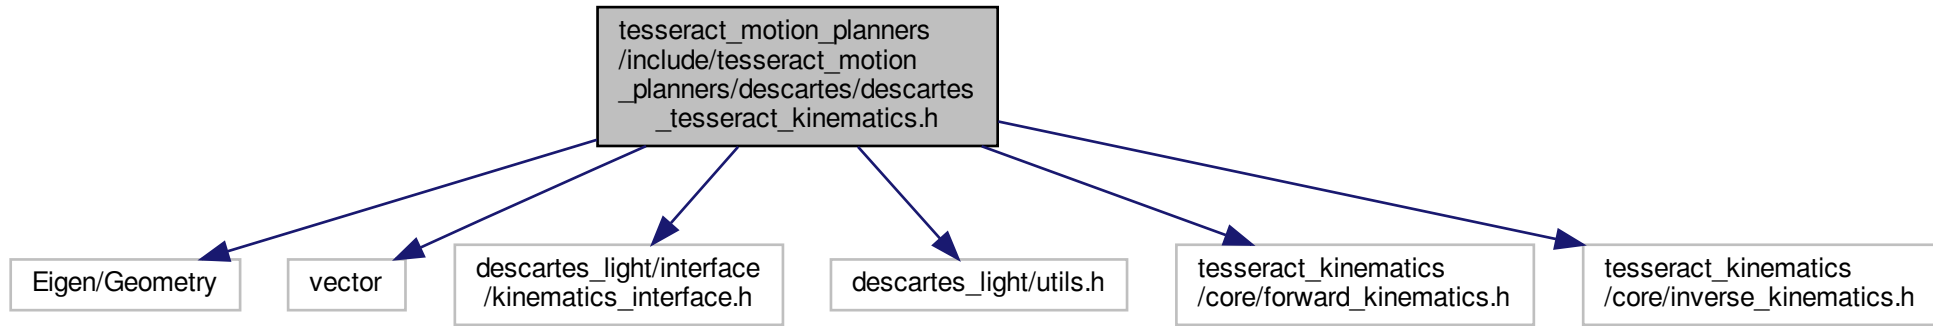 tesseract_motion_planners
/include/tesseract_motion
_planners/descartes/descartes
_tesseract_kinematics.h
Eigen/Geometry
vector
descartes_light/interface
/kinematics_interface.h
descartes_light/utils.h
tesseract_kinematics
/core/forward_kinematics.h
tesseract_kinematics
/core/inverse_kinematics.h